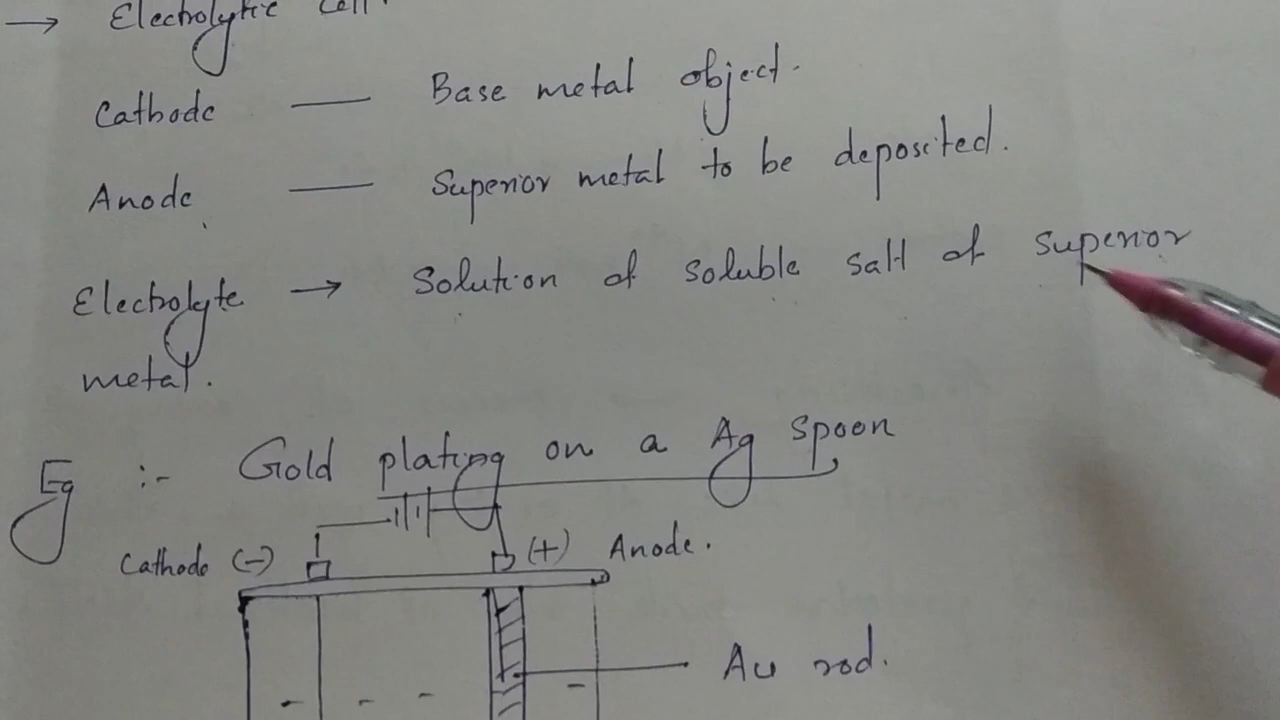 → Electrolytic Cell.
Cathode — Base metal object.
Anode — Superior metal to be deposited.
Electrolyte → Solution of soluble salt of superior
metal.
Eg :- Gold plating on a Ag spoon
Cathode (-) (+) Anode.
Au rod.